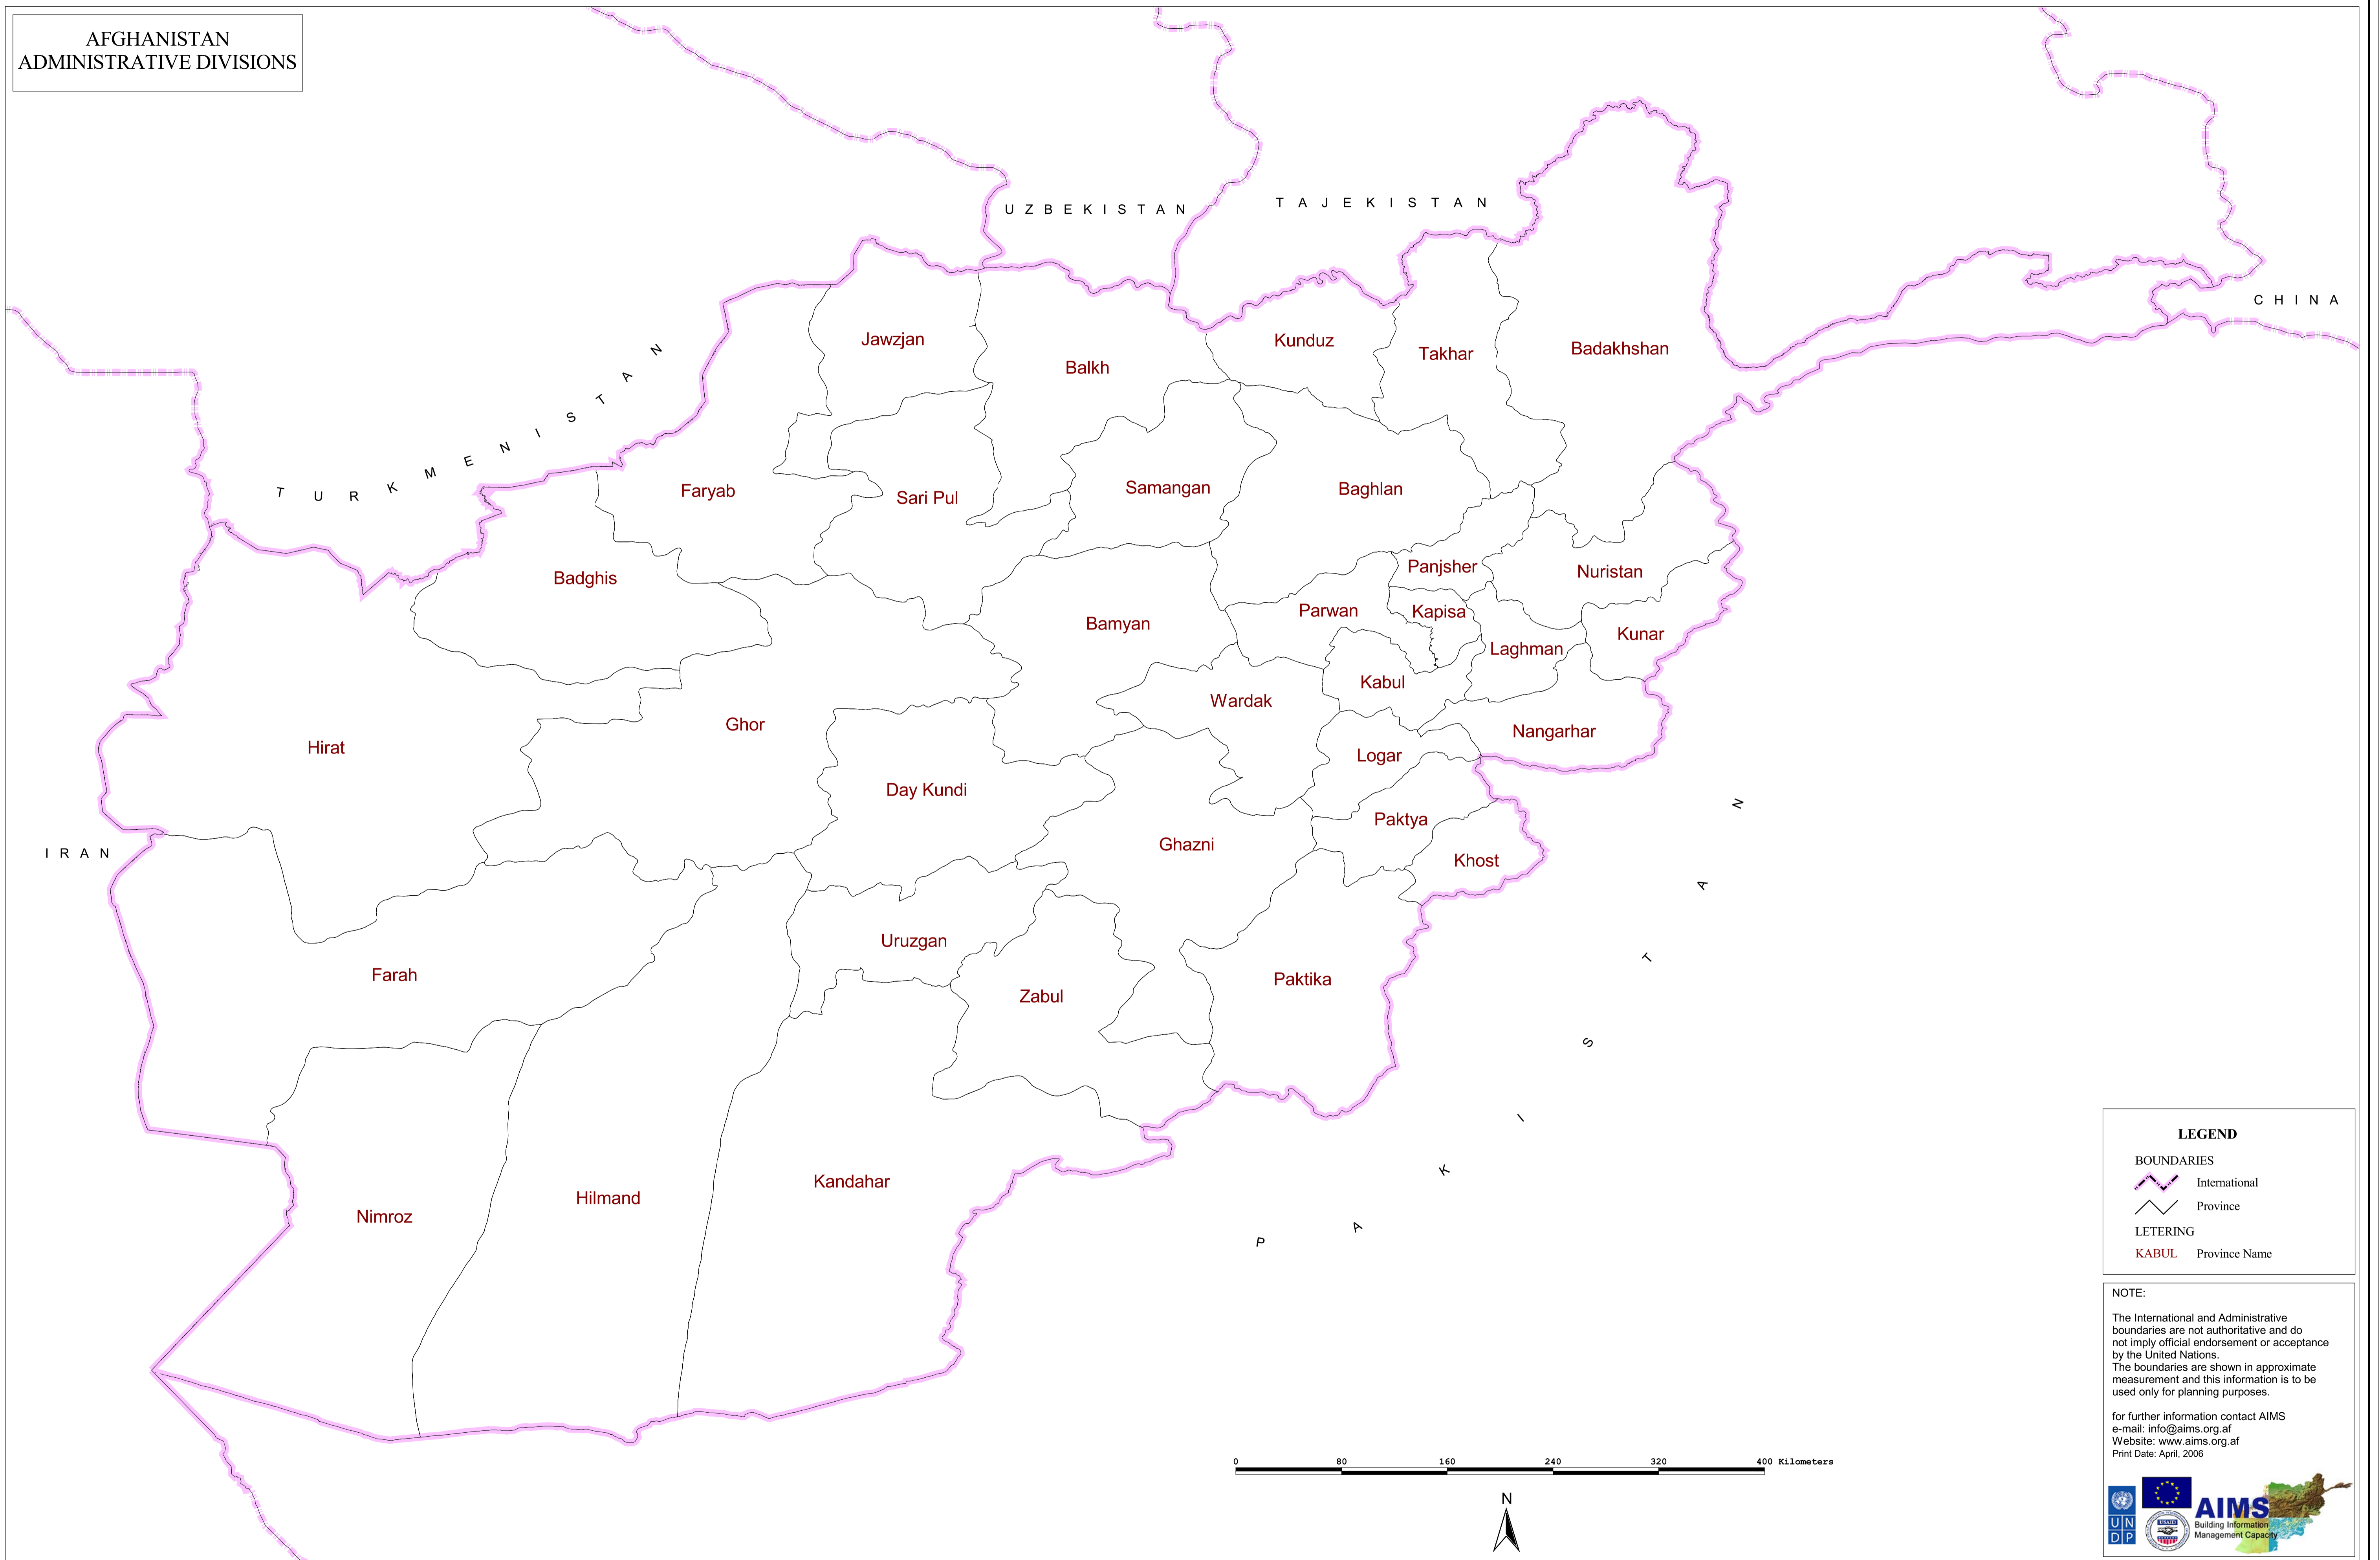 AFGHANISTAN
ADMINISTRATIVE DIVISIONS
UZBEKISTAN
TAJEKISTAN
CHINA
TURKMENISTAN
IRAN
PAKISTAN
Jawzjan
Balkh
Kunduz
Takhar
Badakhshan
Faryab
Sari Pul
Samangan
Baghlan
Badghis
Panjsher
Nuristan
Bamyan
Parwan
Kapisa
Kunar
Laghman
Kabul
Wardak
Hirat
Ghor
Nangarhar
Logar
Day Kundi
Paktya
Ghazni
Khost
Uruzgan
Farah
Zabul
Paktika
Kandahar
Hilmand
Nimroz
LEGEND
BOUNDARIES
International
Province
LETERING
KABUL Province Name
NOTE:
The International and Administrative
boundaries are not authoritative and do
not imply official endorsement or acceptance
by the United Nations.
The boundaries are shown in approximate
measurement and this information is to be
used only for planning purposes.
for further information contact AIMS
e-mail: info@aims.org.af
Website: www.aims.org.af
Print Date: April, 2006
0 80 160 240 320 400 Kilometers
N
UN
DP
USAID
AIMS
Building Information
Management Capacity